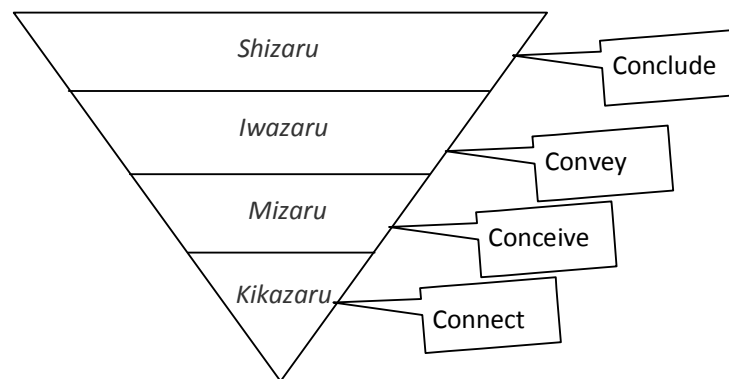 Shizaru
Conclude
Iwazaru
Convey
Mizaru
Conceive
Kikazaru
Connect